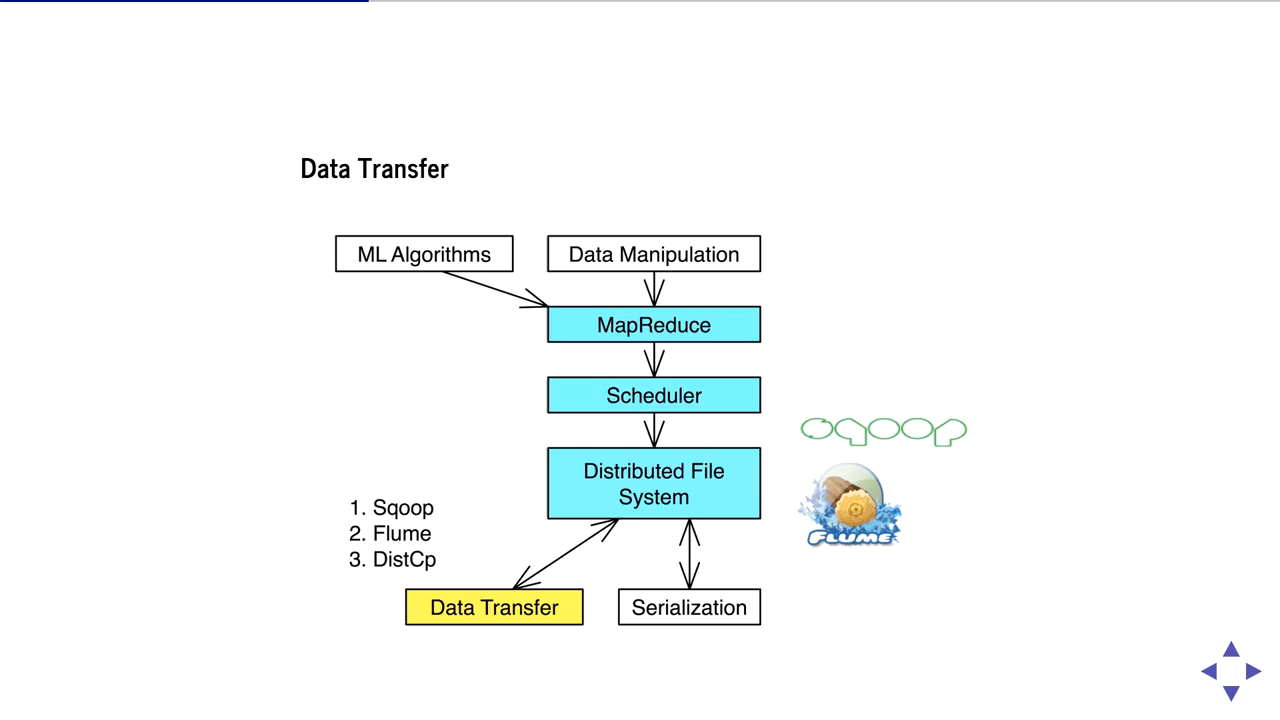 Data Transfer
ML Algorithms
Data Manipulation
MapReduce
Scheduler
Distributed File
System
sqoop
FLUME
1. Sqoop
2. Flume
3. DistCp
Data Transfer
Serialization